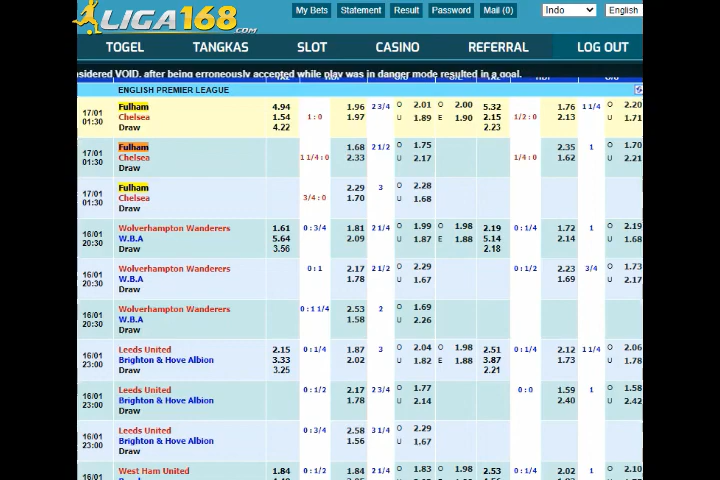 LIGA168.COM
My Bets Statement Result Password Mail (0) Indo English
TOGEL TANGKAS SLOT CASINO REFERRAL LOG OUT
sidered VOID, after being erroneously accepted while play was in danger mode resulted in a goal.
ENGLISH PREMIER LEAGUE
17/01 Fulham 4.94 1.96 2 3/4 O 2.01 O 2.00 5.32 1.76 1 1/4 O 2.20
01:30 Chelsea 1.54 1:0 1.97 U 1.89 E 1.90 2.15 1/2:0 2.13 U 1.71
Draw 4.22 2.23
17/01 Fulham 1.68 2 1/2 O 1.75 2.35 1 O 1.70
01:30 Chelsea 1 1/4:0 2.33 U 2.17 1/4:0 1.62 U 2.21
Draw
17/01 Fulham 2.29 3 O 2.28
01:30 Chelsea 3/4:0 1.70 U 1.68
Draw
16/01 Wolverhampton Wanderers 1.61 0:3/4 1.81 2 1/4 O 1.99 O 1.98 2.19 0:1/4 1.72 1 O 2.19
20:30 W.B.A 5.64 2.09 U 1.87 E 1.88 5.14 2.14 U 1.68
Draw 3.56 2.18
16/01 Wolverhampton Wanderers 0:1 2.17 2 1/2 O 2.29 0:1/2 2.23 3/4 O 1.73
20:30 W.B.A 1.78 U 1.67 1.69 U 2.17
Draw
16/01 Wolverhampton Wanderers 0:1 1/4 2.53 2 O 1.69
20:30 W.B.A 1.58 U 2.26
Draw
16/01 Leeds United 2.15 0:1/4 1.87 3 O 2.04 O 1.98 2.51 0:1/4 2.12 1 1/4 O 2.06
23:00 Brighton & Hove Albion 3.33 2.02 U 1.82 E 1.88 3.87 1.73 U 1.78
Draw 3.25 2.21
16/01 Leeds United 0:1/2 2.17 2 3/4 O 1.77 0:0 1.59 1 O 1.58
23:00 Brighton & Hove Albion 1.78 U 2.14 2.40 U 2.42
Draw
16/01 Leeds United 0:3/4 2.58 3 1/4 O 2.29
23:00 Brighton & Hove Albion 1.56 U 1.67
Draw
16/01 West Ham United 1.84 0:1/2 1.84 2 1/4 O 1.83 O 1.98 2.53 0:1/4 2.02 1 O 2.10